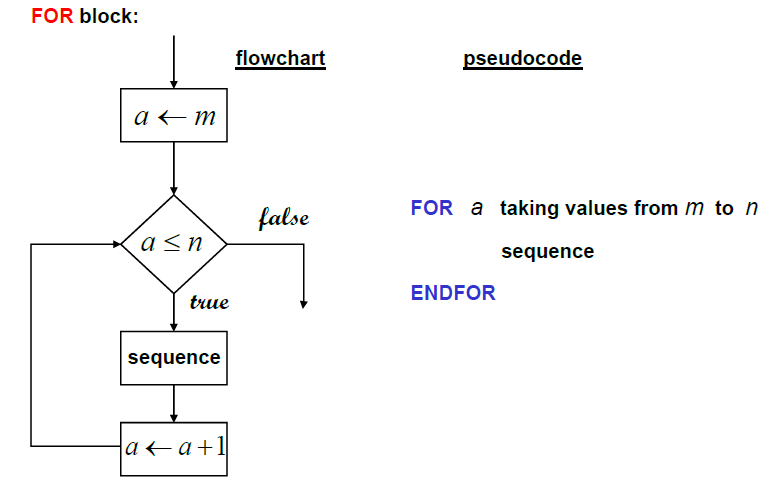 FOR block:
flowchart
pseudocode
a ← m
a ≤ n
false
true
sequence
a ← a + 1
FOR a taking values from m to n
sequence
ENDFOR